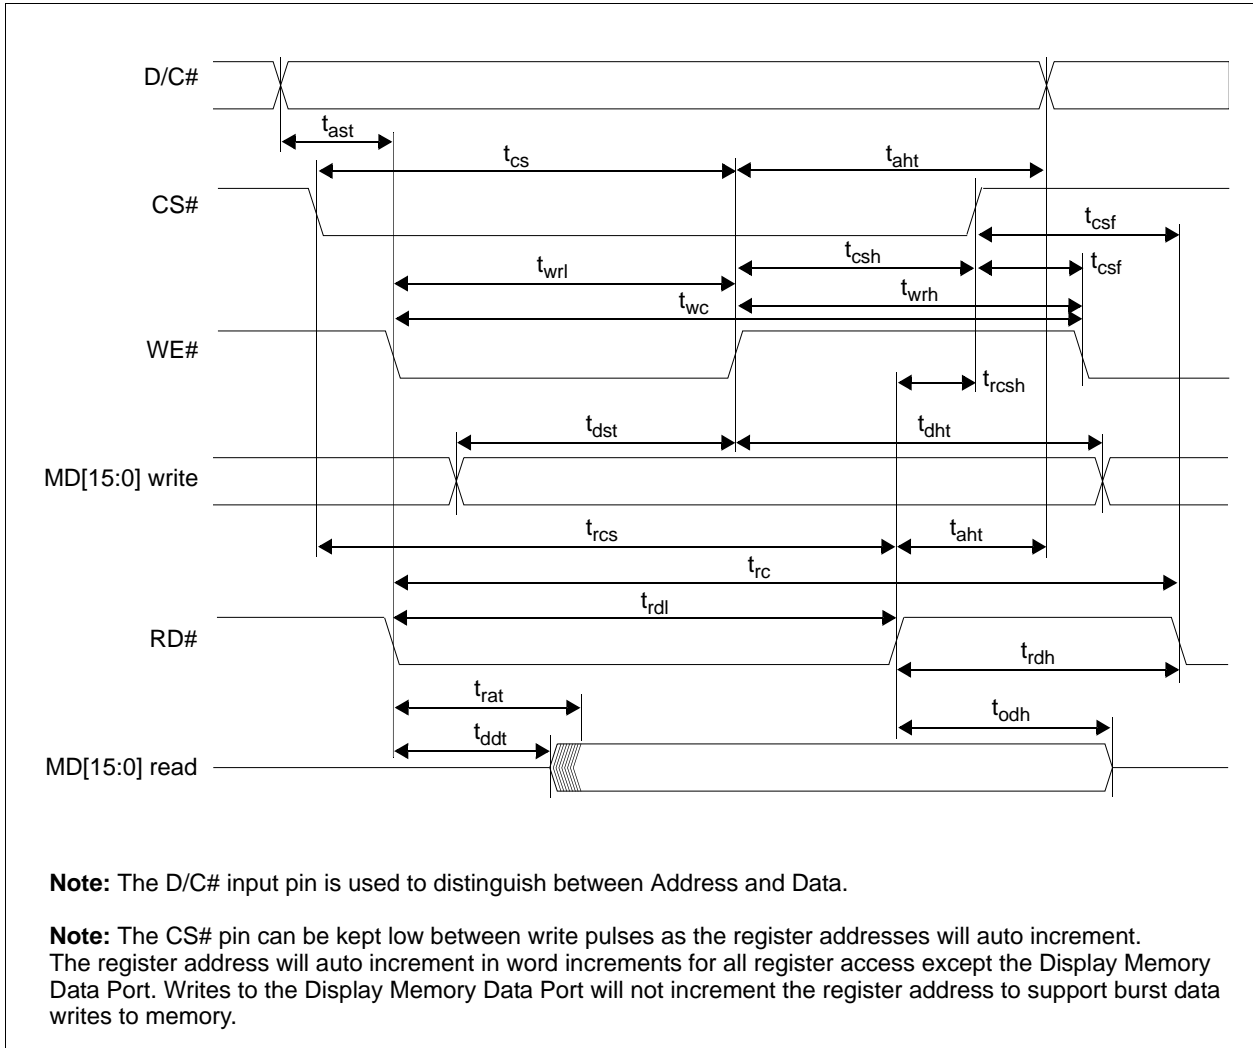 D/C#
t_ast
t_cs
t_aht
CS#
t_csf
t_csh
t_csf
t_wrl
t_wrh
t_wc
WE#
t_rcsh
t_dst
t_dht
MD[15:0] write
t_rcs
t_aht
t_rc
t_rdl
RD#
t_rdh
t_rat
t_odh
t_ddt
MD[15:0] read
Note: The D/C# input pin is used to distinguish between Address and Data.
Note: The CS# pin can be kept low between write pulses as the register addresses will auto increment.
The register address will auto increment in word increments for all register access except the Display Memory
Data Port. Writes to the Display Memory Data Port will not increment the register address to support burst data
writes to memory.